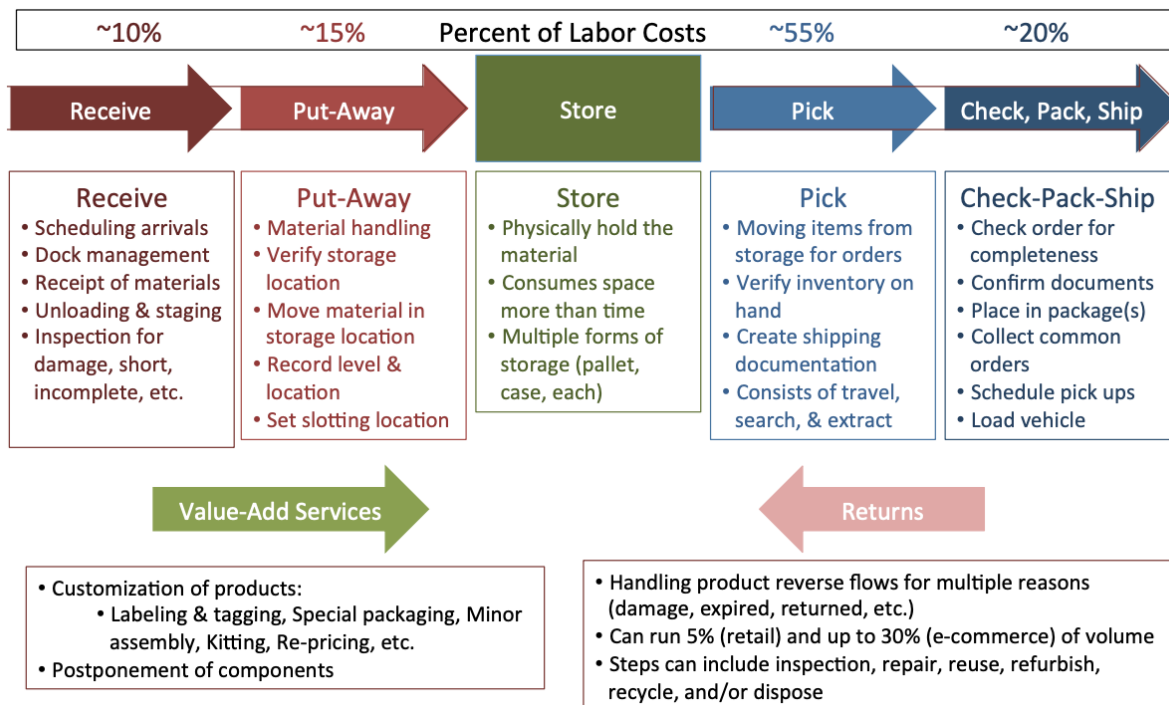 ~10% ~15% Percent of Labor Costs ~55% ~20%
Receive
Put-Away
Store
Pick
Check, Pack, Ship
Receive
• Scheduling arrivals
• Dock management
• Receipt of materials
• Unloading & staging
• Inspection for
damage, short,
incomplete, etc.
Put-Away
• Material handling
• Verify storage
location
• Move material in
storage location
• Record level &
location
• Set slotting location
Store
• Physically hold the
material
• Consumes space
more than time
• Multiple forms of
storage (pallet,
case, each)
Pick
• Moving items from
storage for orders
• Verify inventory on
hand
• Create shipping
documentation
• Consists of travel,
search, & extract
Check-Pack-Ship
• Check order for
completeness
• Confirm documents
• Place in package(s)
• Collect common
orders
• Schedule pick ups
• Load vehicle
Value-Add Services
• Customization of products:
• Labeling & tagging, Special packaging, Minor
assembly, Kitting, Re-pricing, etc.
• Postponement of components
Returns
• Handling product reverse flows for multiple reasons
(damage, expired, returned, etc.)
• Can run 5% (retail) and up to 30% (e-commerce) of volume
• Steps can include inspection, repair, reuse, refurbish,
recycle, and/or dispose